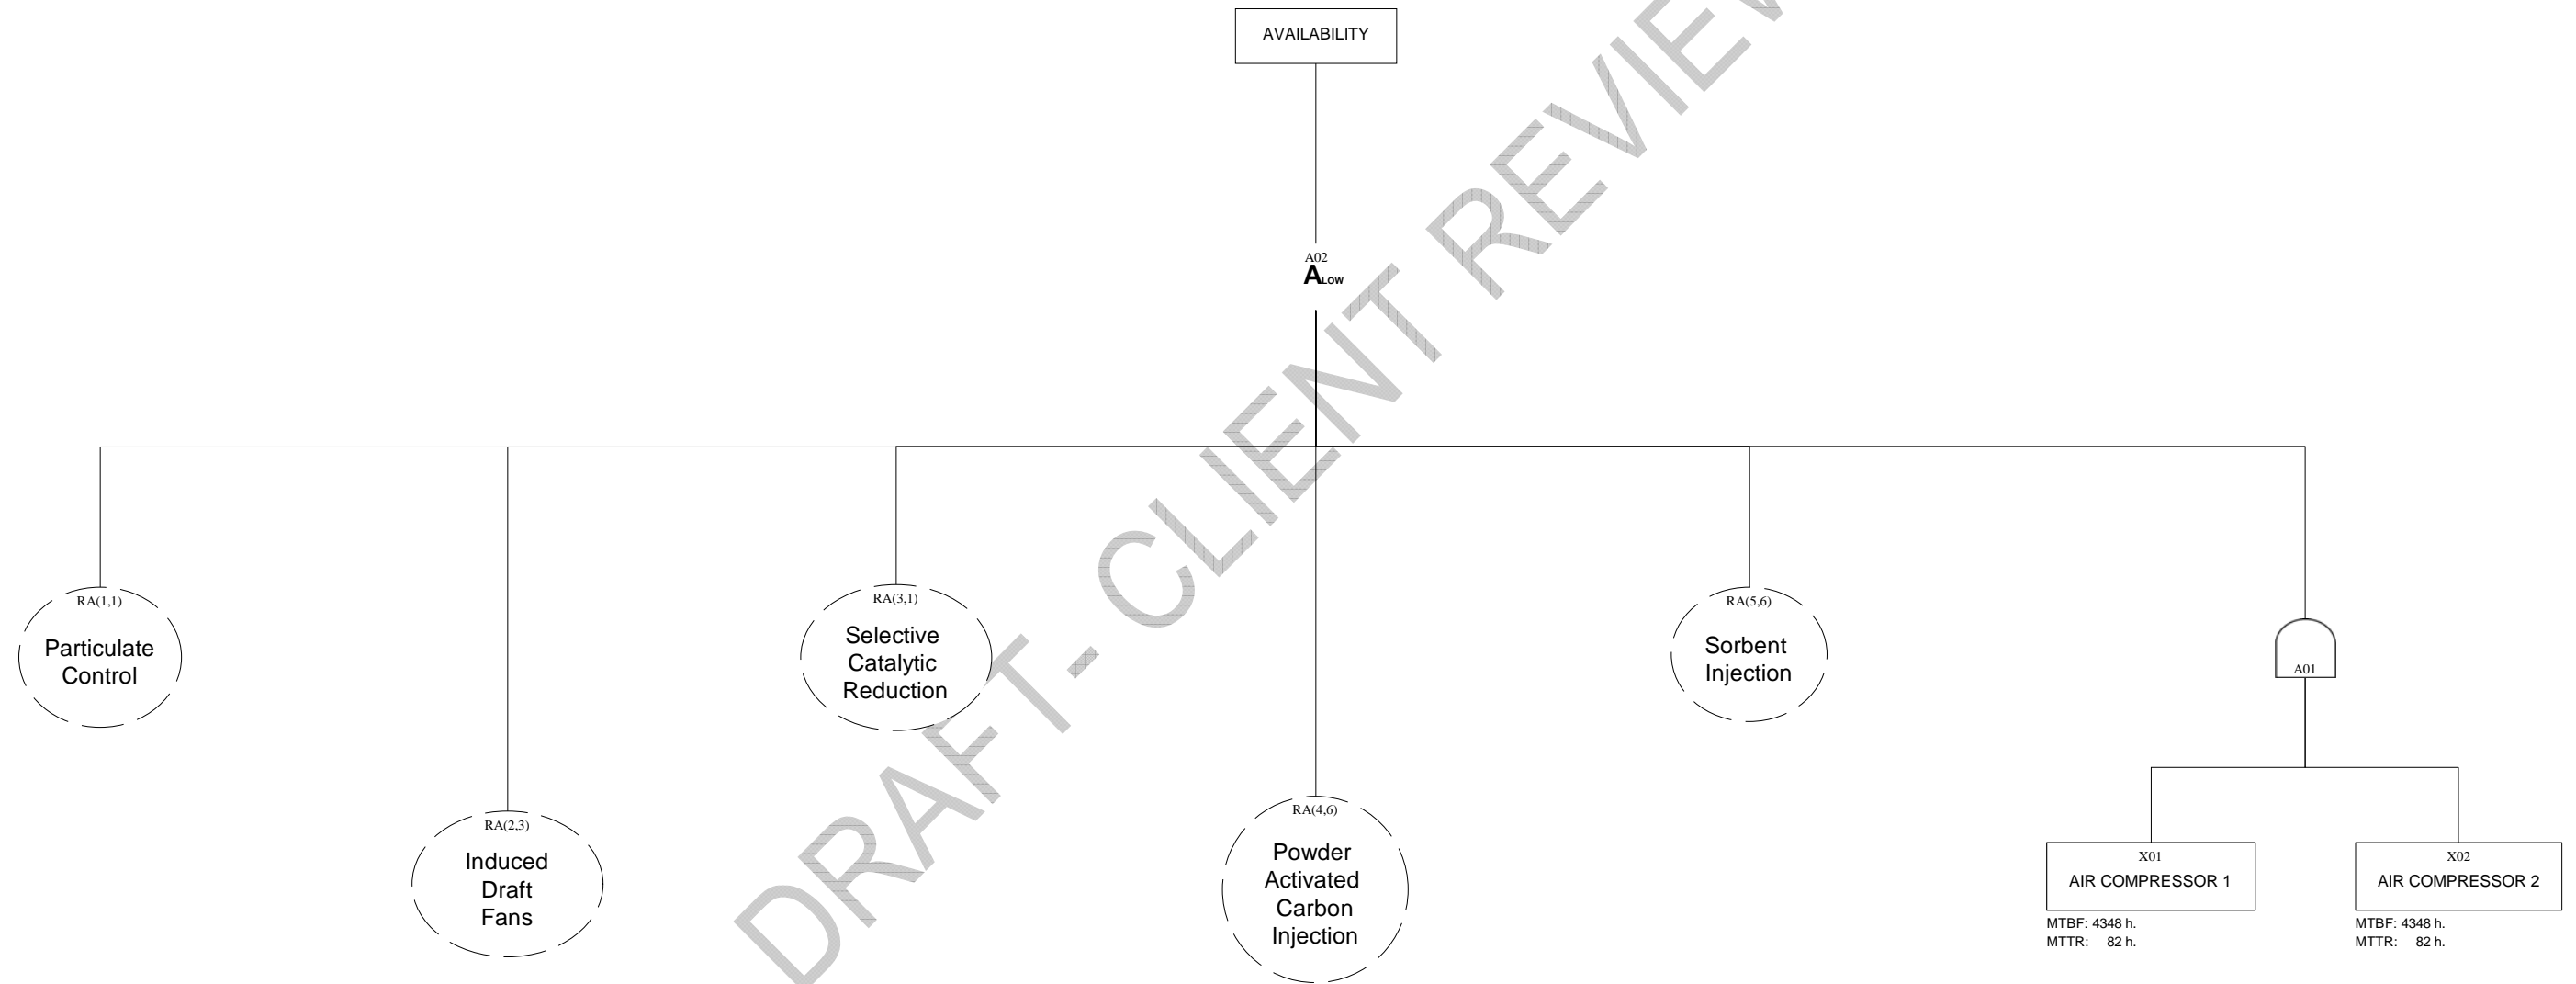 AVAILABILITY
A02
ALOW
RA(1,1)
Particulate
Control
RA(2,3)
Induced
Draft
Fans
RA(3,1)
Selective
Catalytic
Reduction
RA(4,6)
Powder
Activated
Carbon
Injection
RA(5,6)
Sorbent
Injection
A01
X01
AIR COMPRESSOR 1
MTBF: 4348 h.
MTTR: 82 h.
X02
AIR COMPRESSOR 2
MTBF: 4348 h.
MTTR: 82 h.
DRAFT- CLIENT REVIEW